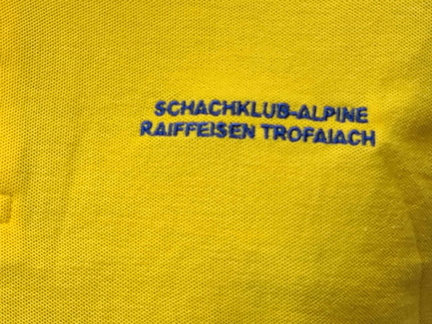 SCHACHKLUB-ALPINE
RAIFFEISEN TROFAIACH